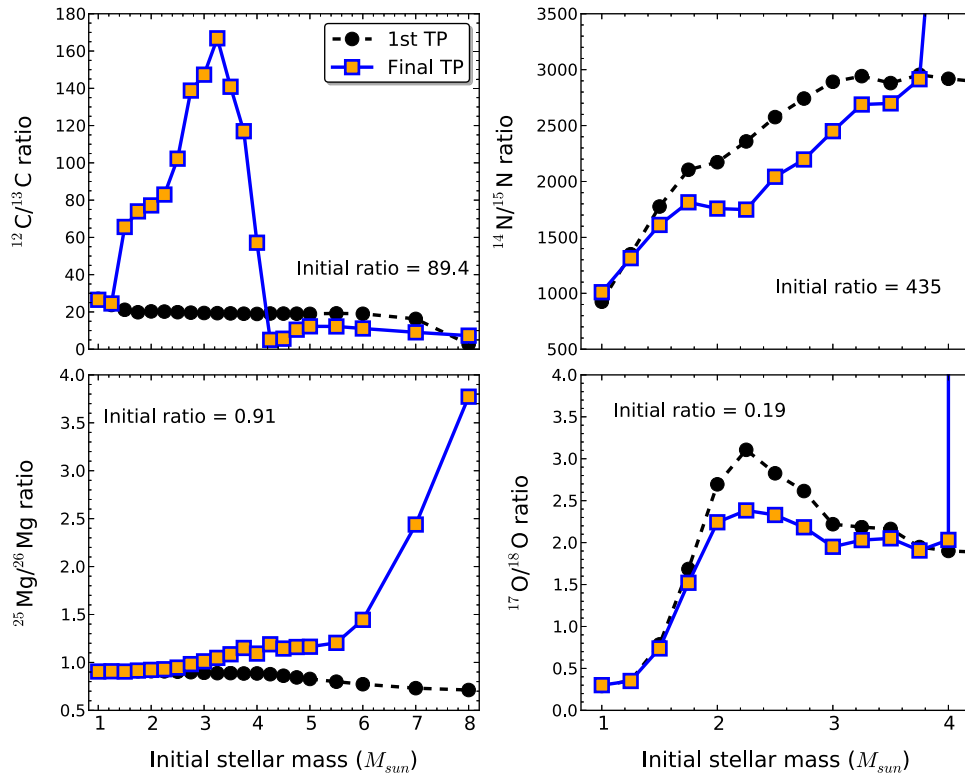 180
160
140
120
100
80
60
40
20
0
¹²C/¹³C ratio
1st TP
Final TP
Initial ratio = 89.4
3500
3000
2500
2000
1500
1000
500
¹⁴N/¹⁵N ratio
Initial ratio = 435
4.0
3.5
3.0
2.5
2.0
1.5
1.0
0.5
²⁵Mg/²⁶Mg ratio
Initial ratio = 0.91
1 2 3 4 5 6 7 8
Initial stellar mass (M_sun)
4.0
3.5
3.0
2.5
2.0
1.5
1.0
0.5
0.0
¹⁷O/¹⁸O ratio
Initial ratio = 0.19
1 2 3 4
Initial stellar mass (M_sun)